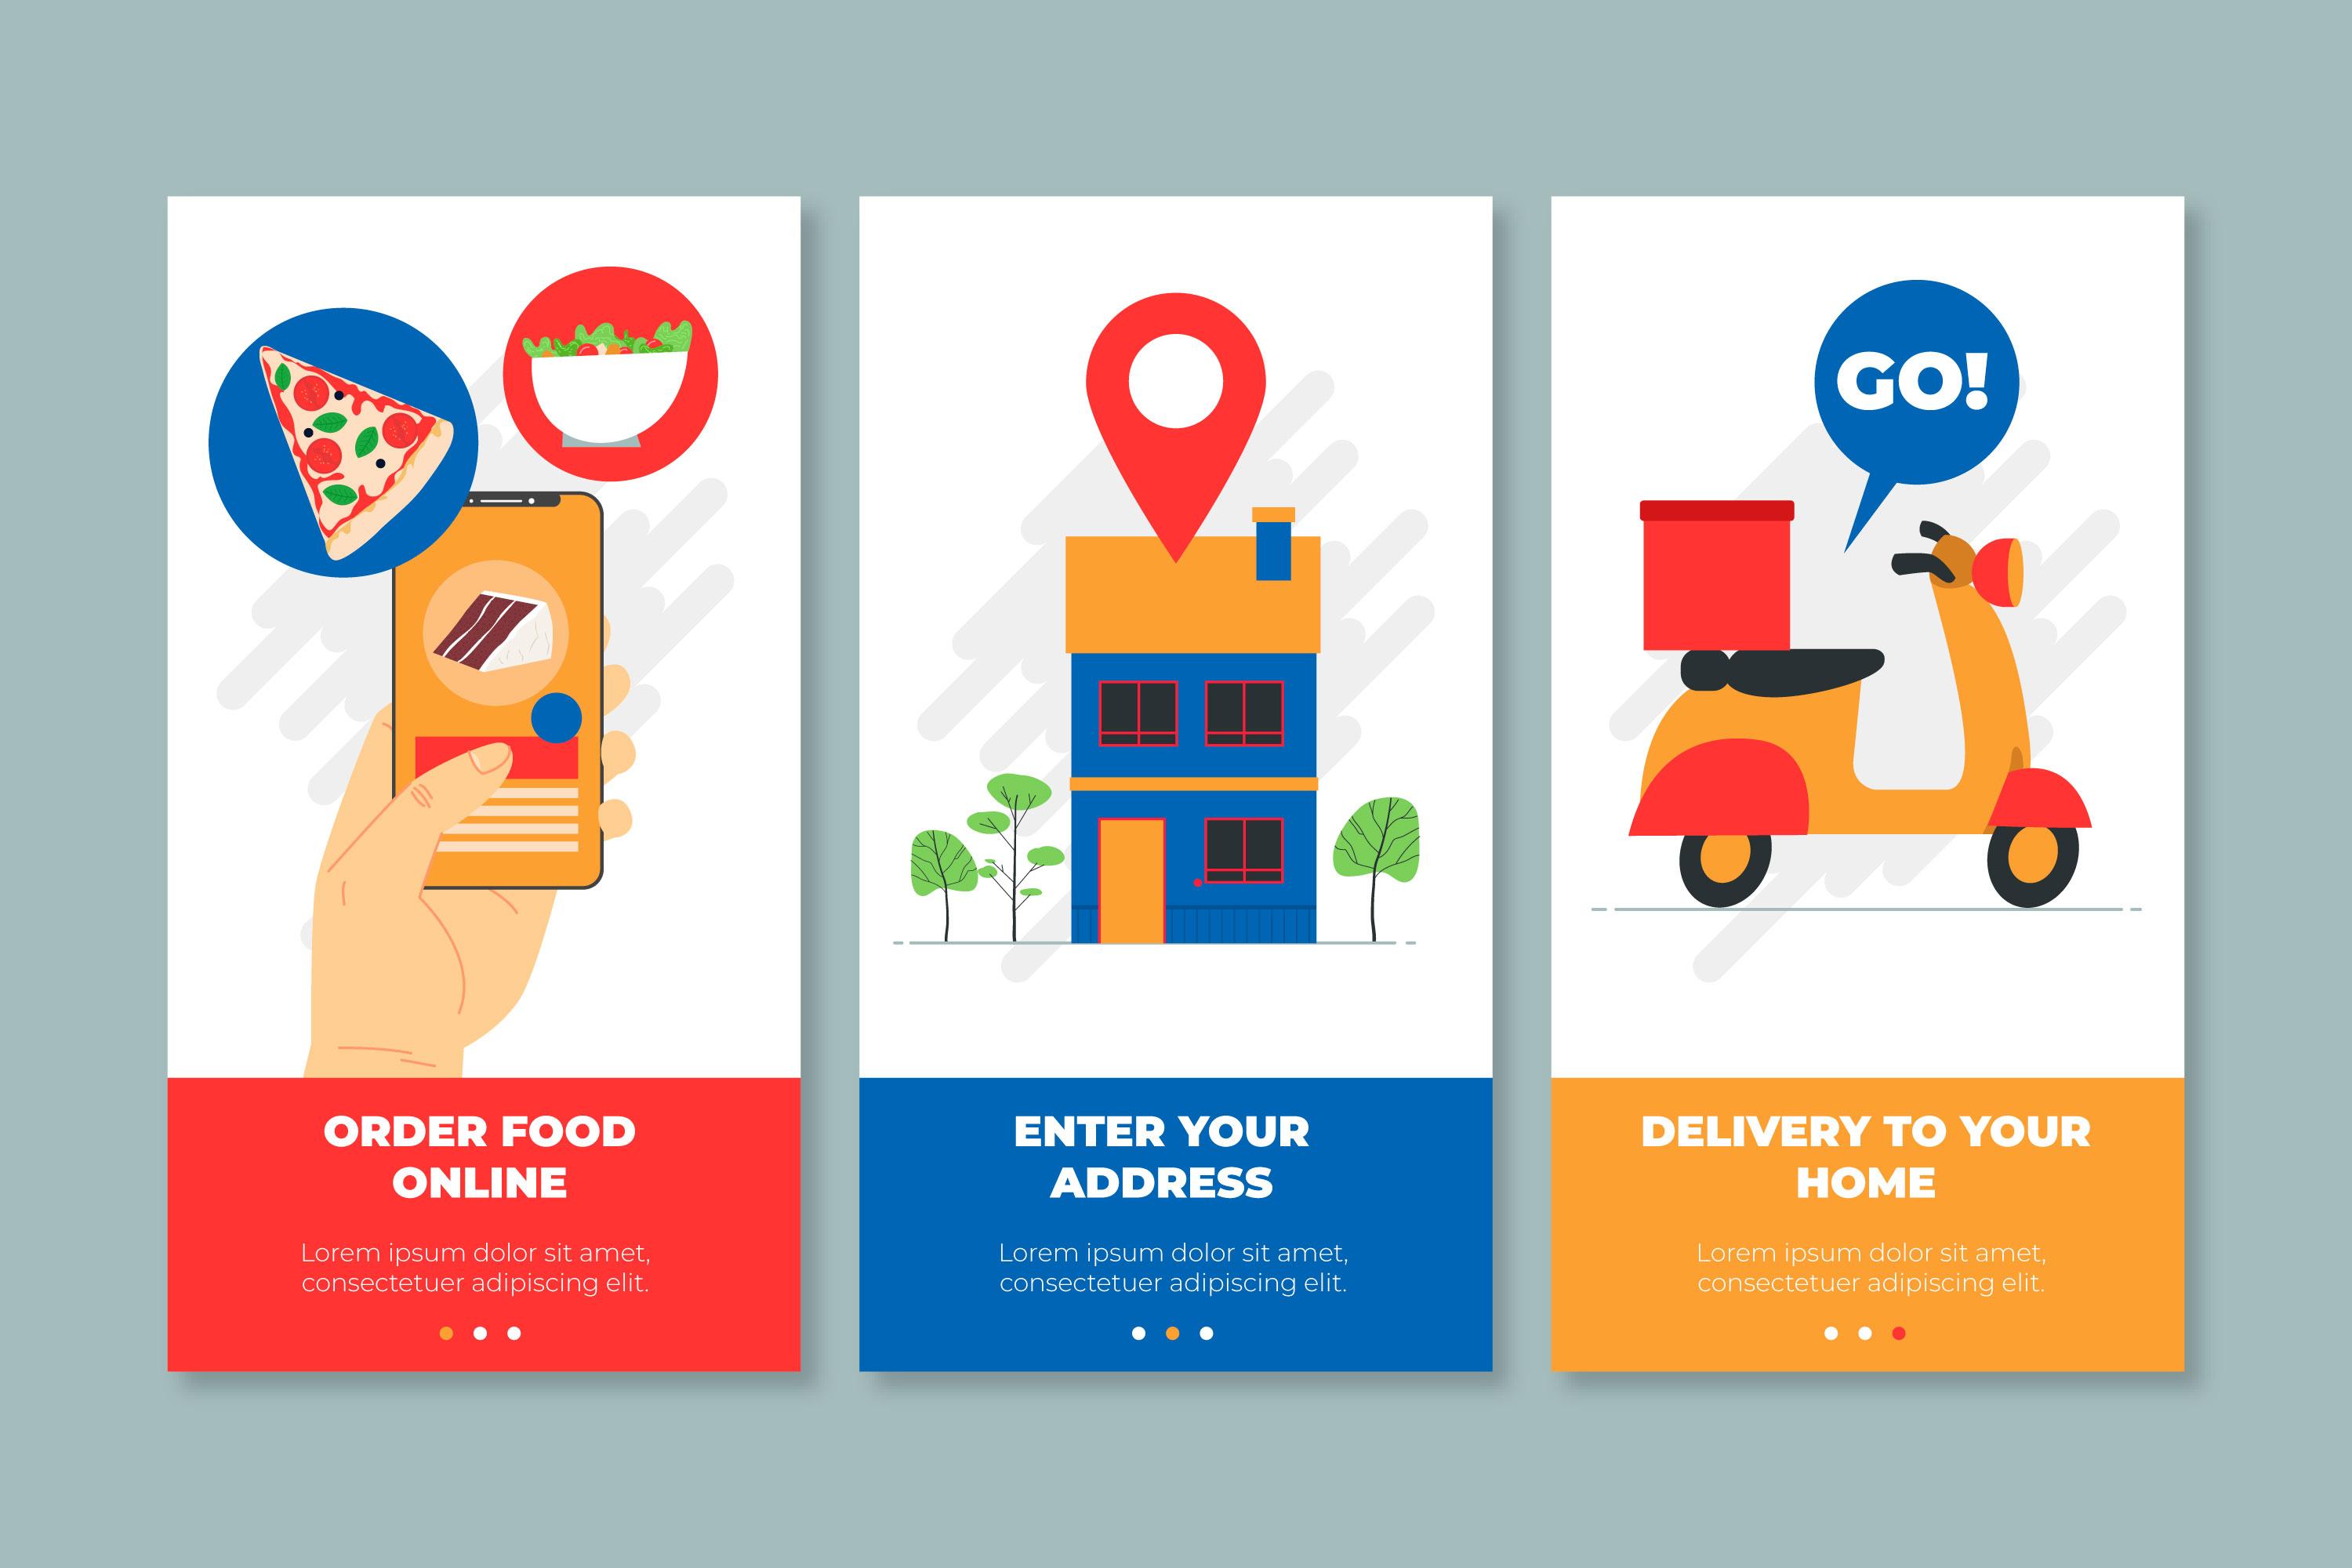 GO!
ORDER FOOD
ONLINE
Lorem ipsum dolor sit amet,
consectetuer adipiscing elit.
ENTER YOUR
ADDRESS
Lorem ipsum dolor sit amet,
consectetuer adipiscing elit.
DELIVERY TO YOUR
HOME
Lorem ipsum dolor sit amet,
consectetuer adipiscing elit.